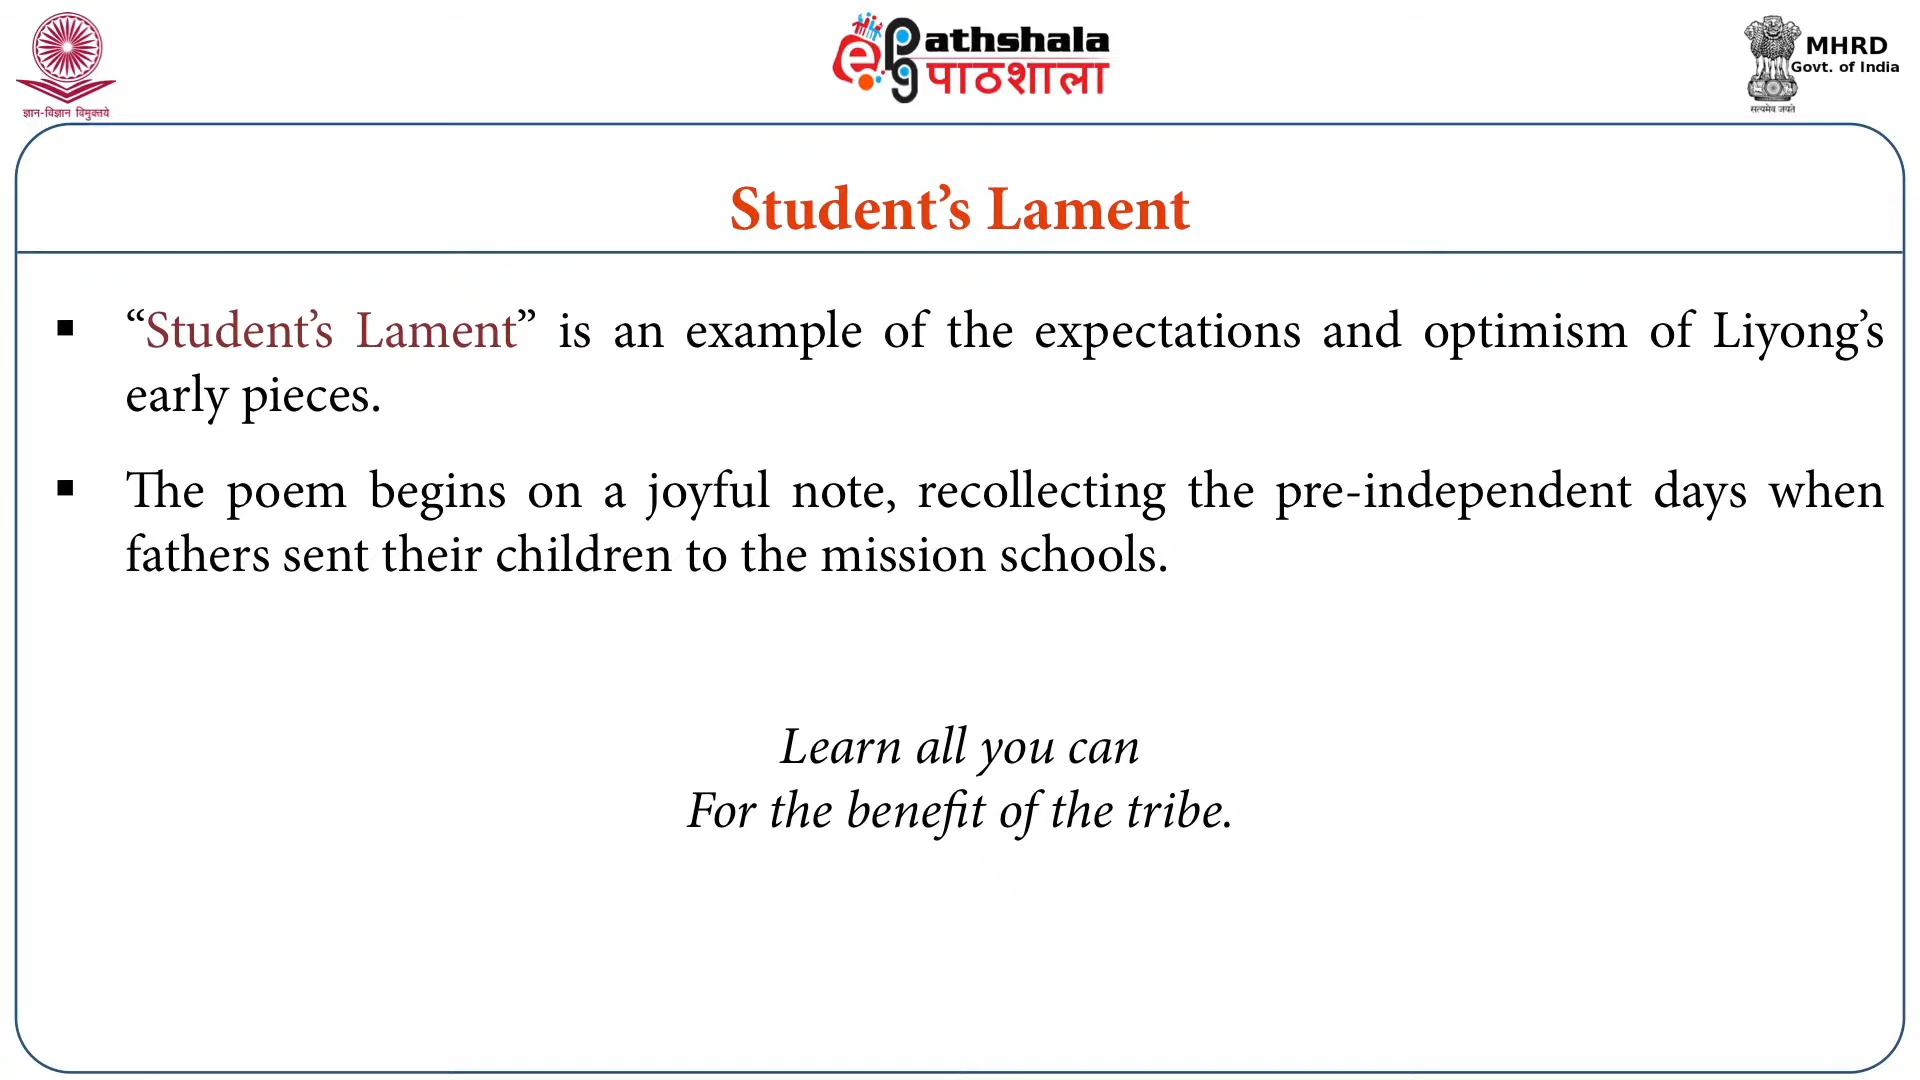 ज्ञान-विज्ञान विमुक्तये
ePG Pathshala
पाठशाला
MHRD
Govt. of India
सत्यमेव जयते
Student’s Lament
▪ “Student’s Lament” is an example of the expectations and optimism of Liyong’s
early pieces.
▪ The poem begins on a joyful note, recollecting the pre-independent days when
fathers sent their children to the mission schools.
Learn all you can
For the benefit of the tribe.